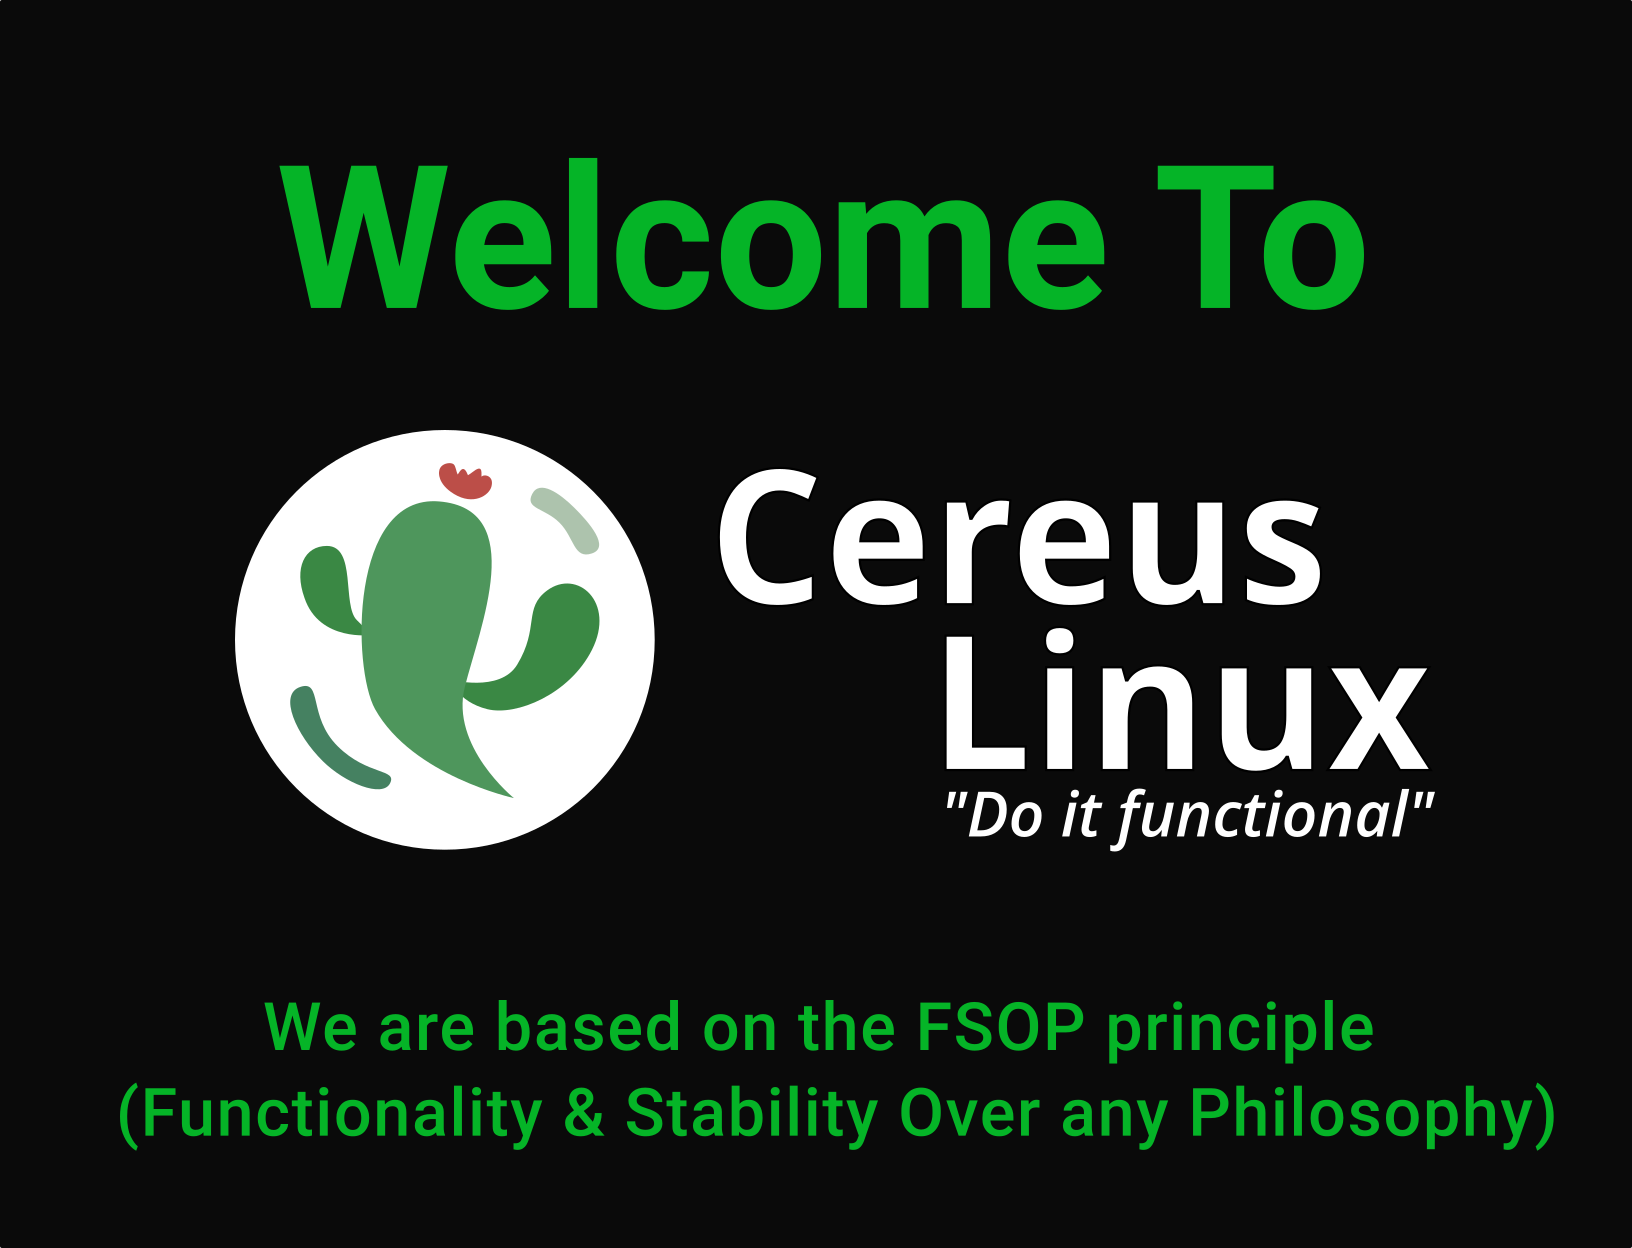 Welcome To
Cereus
Linux
"Do it functional"
We are based on the FSOP principle
(Functionality & Stability Over any Philosophy)